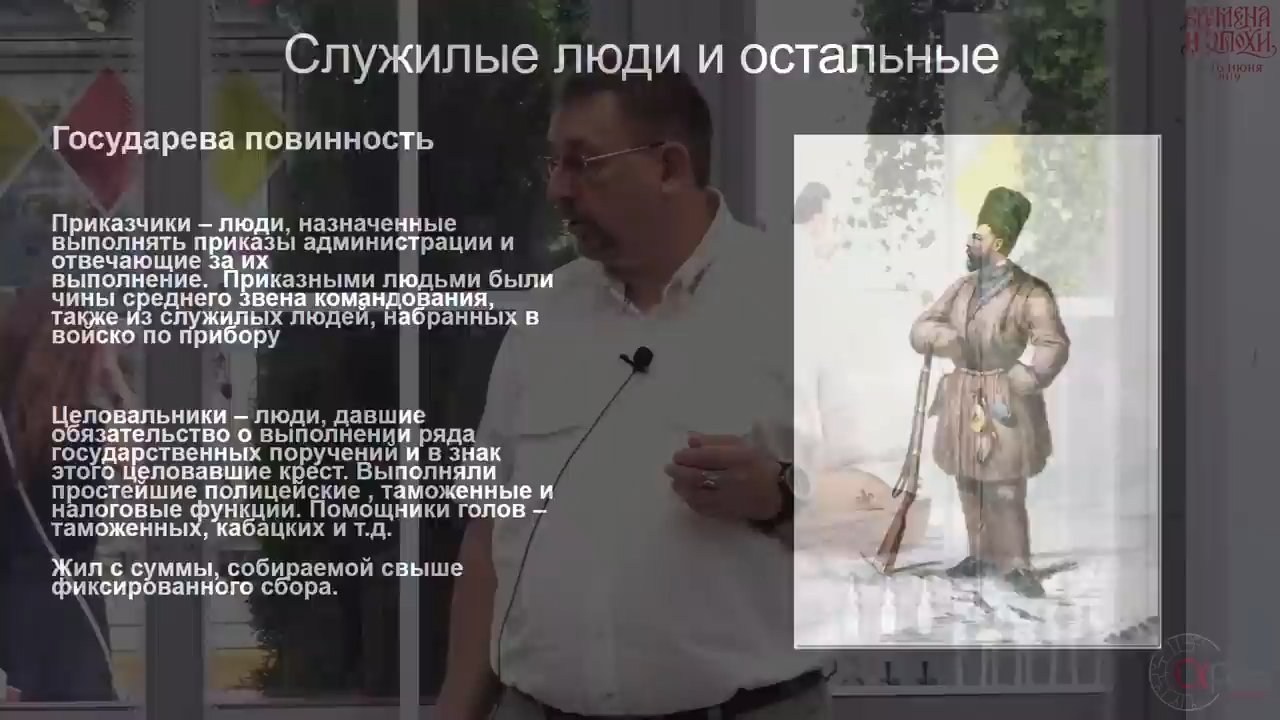 Служилые люди и остальные
ВРЕМЕНА
И ЭПОХИ
Государева повинность
Приказчики – люди, назначенные
выполнять приказы администрации и
отвечающие за их
выполнение. Приказными людьми были
чины среднего звена командования,
также из служилых людей, набранных в
войско по прибору
Целовальники – люди, давшие
обязательство о выполнении ряда
государственных поручений и в знак
этого целовавшие крест. Выполняли
простейшие полицейские , таможенные и
налоговые функции. Помощники голов –
таможенных, кабацких и т.д.
Жил с суммы, собираемой свыше
фиксированного сбора.